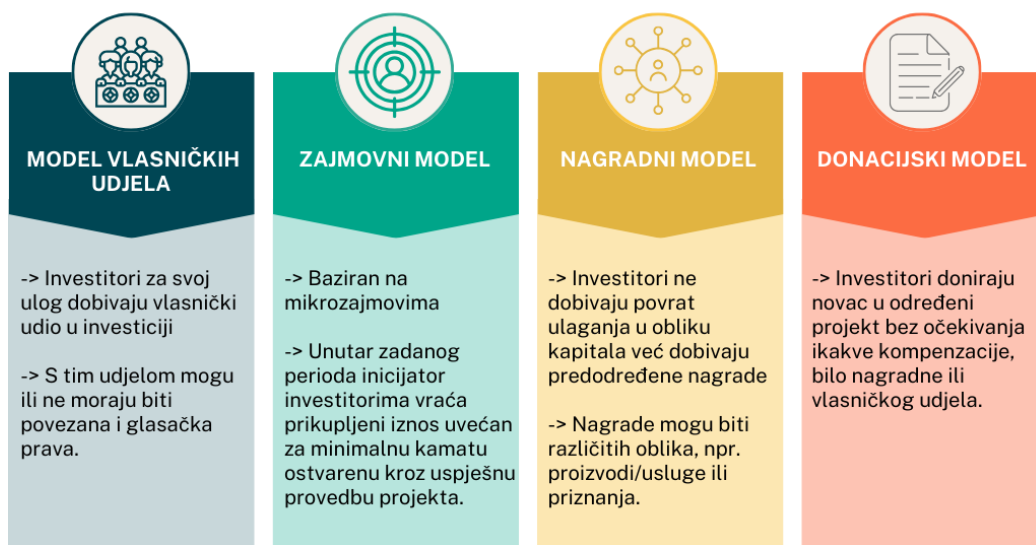 MODEL VLASNIČKIH
UDJELA
-> Investitori za svoj
ulog dobivaju vlasnički
udio u investiciji
-> S tim udjelom mogu
ili ne moraju biti
povezana i glasačka
prava.
ZAJMOVNI MODEL
-> Baziran na
mikrozajmovima
-> Unutar zadanog
perioda inicijator
investitorima vraća
prikupljeni iznos uvećan
za minimalnu kamatu
ostvarenu kroz uspješnu
provedbu projekta.
NAGRADNI MODEL
-> Investitori ne
dobivaju povrat
ulaganja u obliku
kapitala već dobivaju
predodređene nagrade
-> Nagrade mogu biti
različitih oblika, npr.
proizvodi/usluge ili
priznanja.
DONACIJSKI MODEL
-> Investitori doniraju
novac u određeni
projekt bez očekivanja
ikakve kompenzacije,
bilo nagradne ili
vlasničkog udjela.